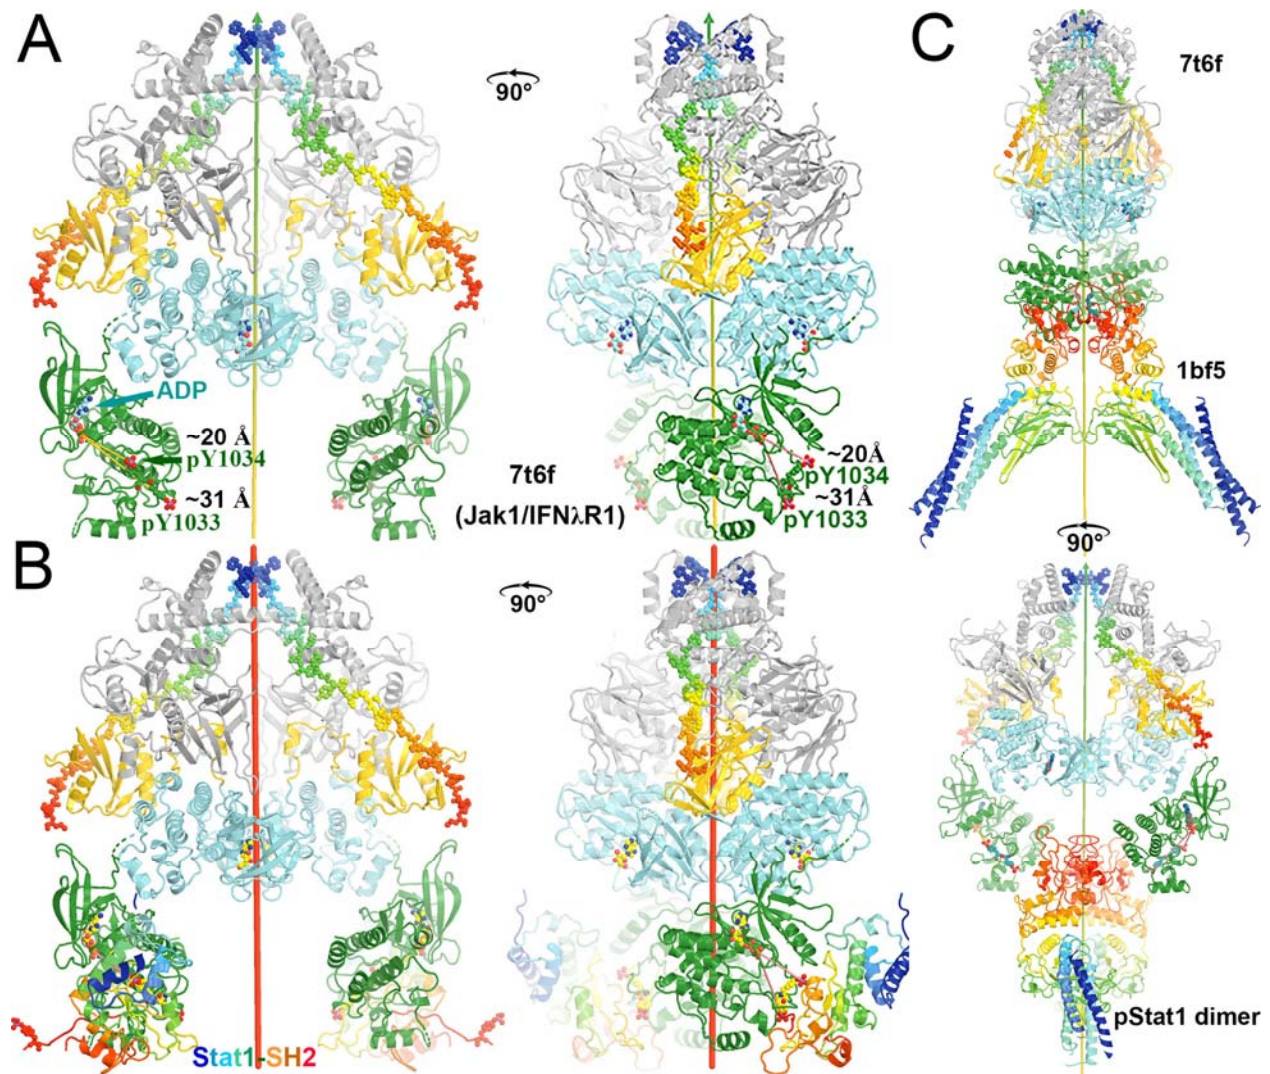 A
90°
C
7t6f
ADP
~20 Å
pY1034
~31 Å
pY1033
7t6f
(Jak1/IFNλR1)
~20Å
pY1034
~31Å
pY1033
1bf5
90°
B
90°
Stat1-SH2
pStat1 dimer